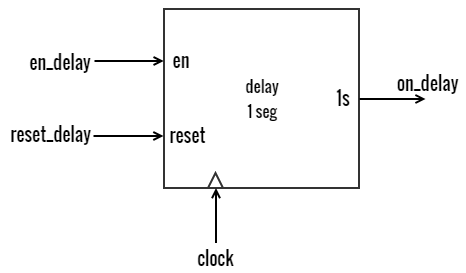 en_delay
en
delay
1 seg
1s
on_delay
reset_delay
reset
clock